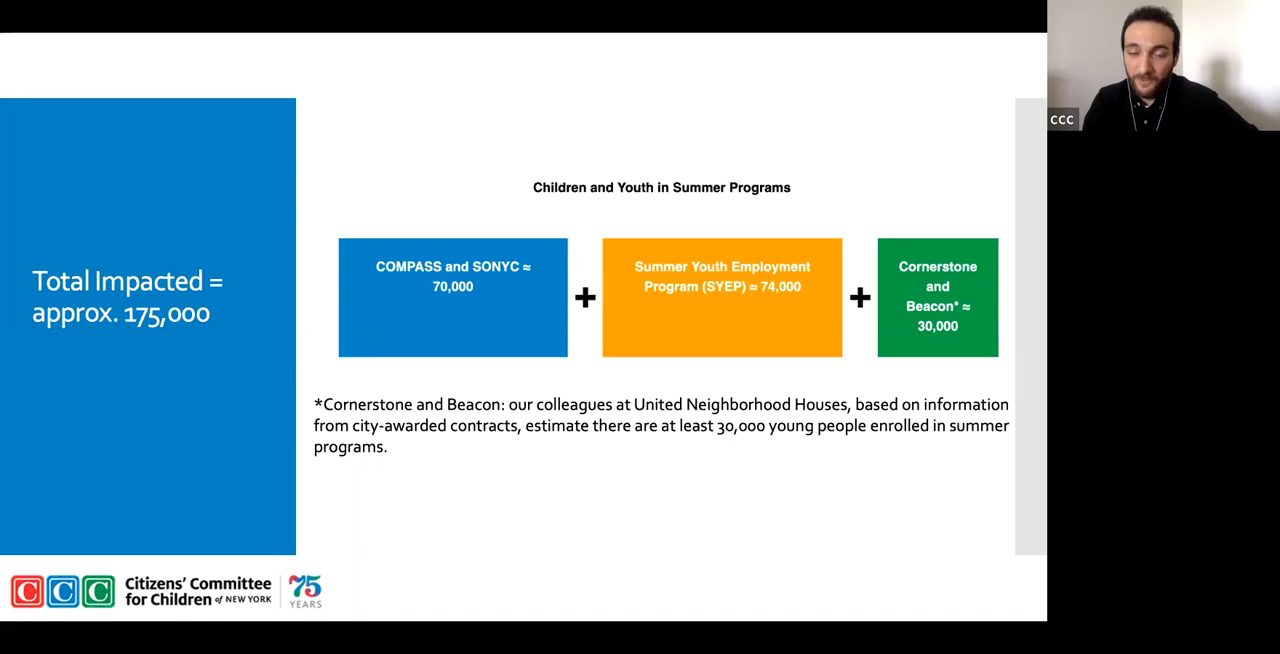 Children and Youth in Summer Programs
Total Impacted =
approx. 175,000
COMPASS and SONYC ≈
70,000
+
Summer Youth Employment
Program (SYEP) ≈ 74,000
+
Cornerstone
and
Beacon* ≈
30,000
*Cornerstone and Beacon: our colleagues at United Neighborhood Houses, based on information
from city-awarded contracts, estimate there are at least 30,000 young people enrolled in summer
programs.
C C C
Citizens' Committee
for Children of NEW YORK
75
YEARS
CCC